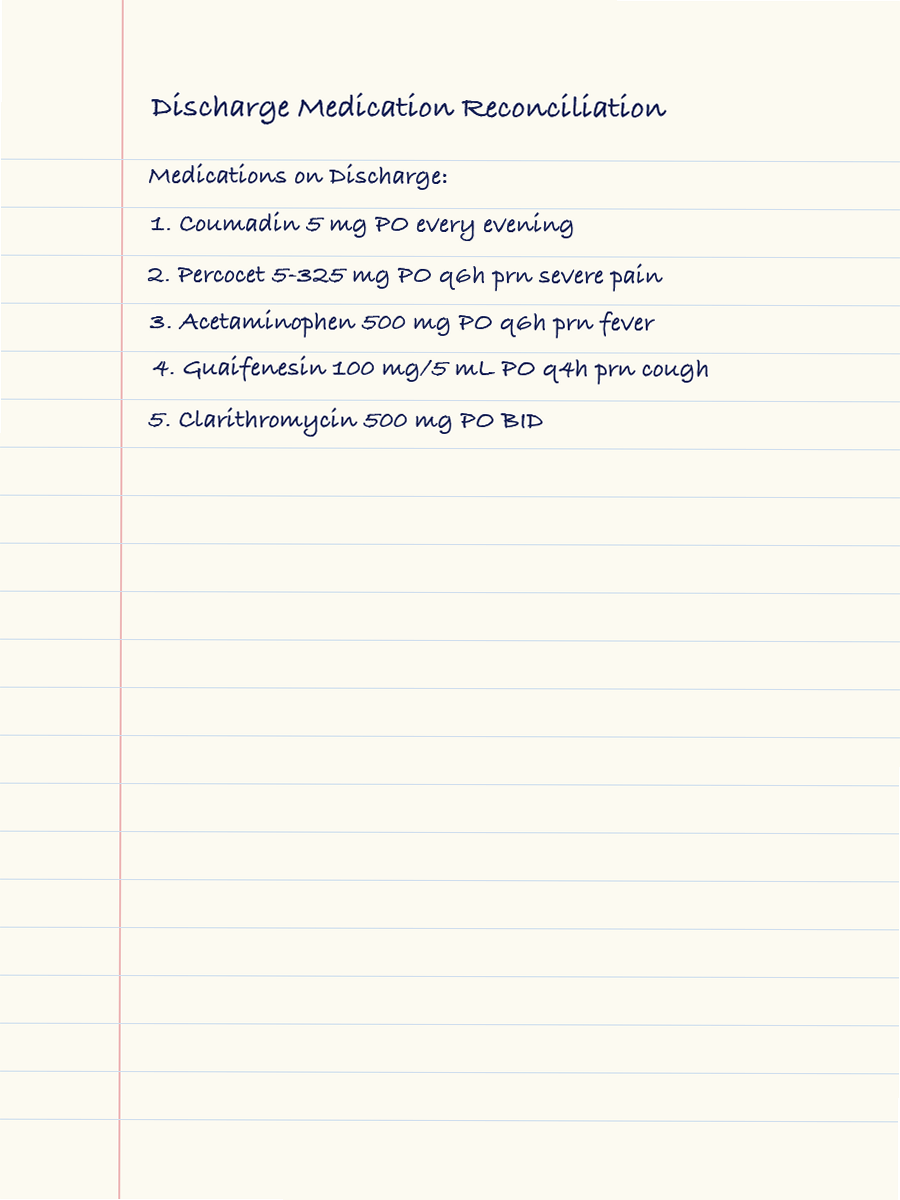 Discharge Medication Reconciliation
Medications on Discharge:
1. Coumadin 5 mg PO every evening
2. Percocet 5-325 mg PO q6h prn severe pain
3. Acetaminophen 500 mg PO q6h prn fever
4. Guaifenesin 100 mg/5 mL PO q4h prn cough
5. Clarithromycin 500 mg PO BID